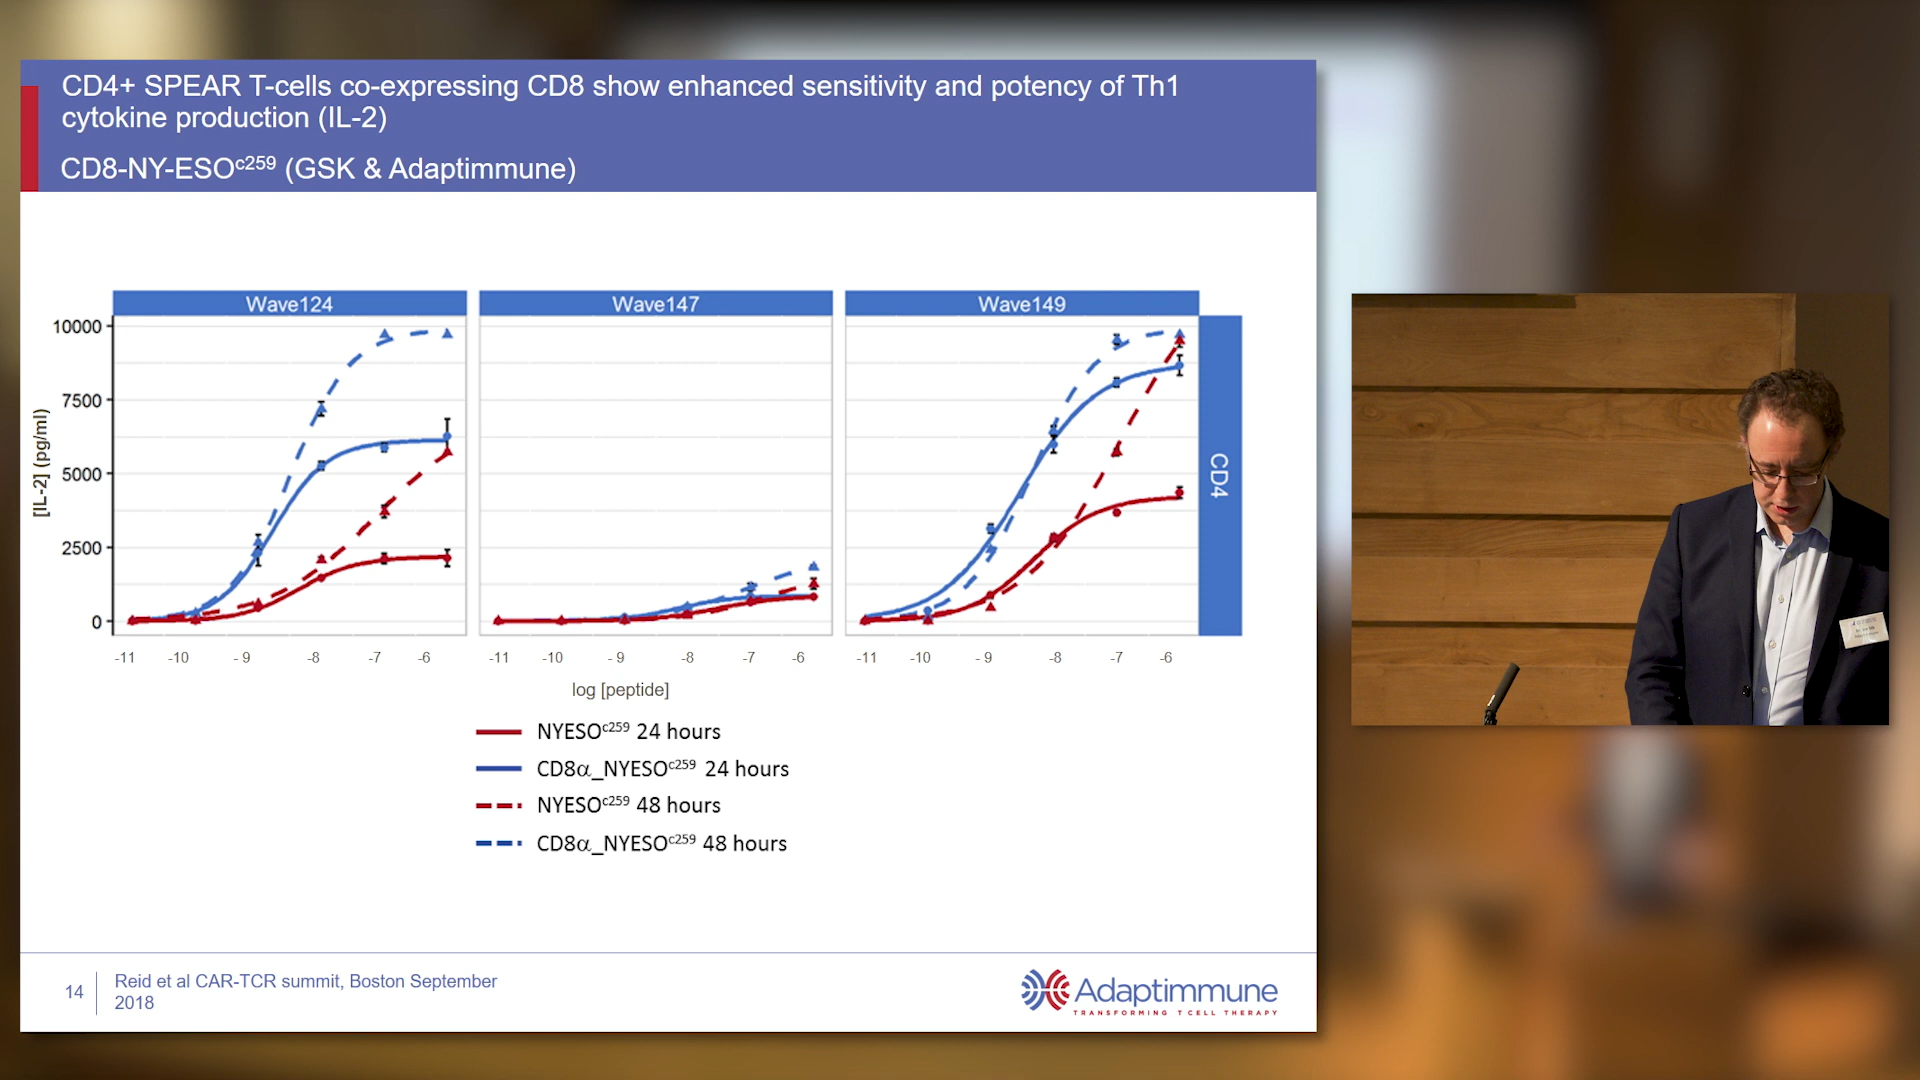 CD4+ SPEAR T-cells co-expressing CD8 show enhanced sensitivity and potency of Th1
cytokine production (IL-2)
CD8-NY-ESOc259 (GSK & Adaptimmune)
Wave124
Wave147
Wave149
[IL-2] (pg/ml)
10000
7500
5000
2500
0
CD4
-11 -10 -9 -8 -7 -6
-11 -10 -9 -8 -7 -6
-11 -10 -9 -8 -7 -6
log [peptide]
NYESOc259 24 hours
CD8α_NYESOc259 24 hours
NYESOc259 48 hours
CD8α_NYESOc259 48 hours
14
Reid et al CAR-TCR summit, Boston September
2018
Adaptimmune
TRANSFORMING T CELL THERAPY